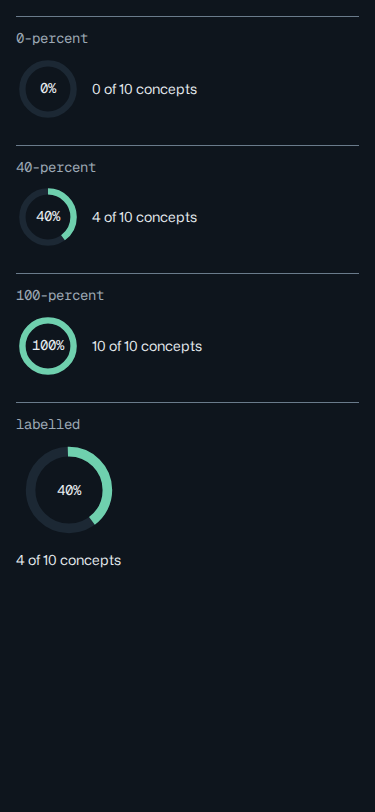 0-percent
0%
0 of 10 concepts
40-percent
40%
4 of 10 concepts
100-percent
100%
10 of 10 concepts
labelled
40%
4 of 10 concepts